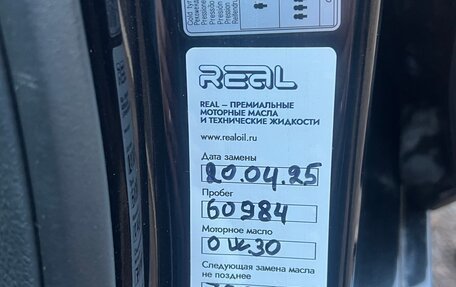 REAL
REAL – ПРЕМИАЛЬНЫЕ
МОТОРНЫЕ МАСЛА
И ТЕХНИЧЕСКИЕ ЖИДКОСТИ
www.realoil.ru
Дата замены
20.04.25
Пробег
60984
Моторное масло
0W30
Следующая замена масла
не позднее